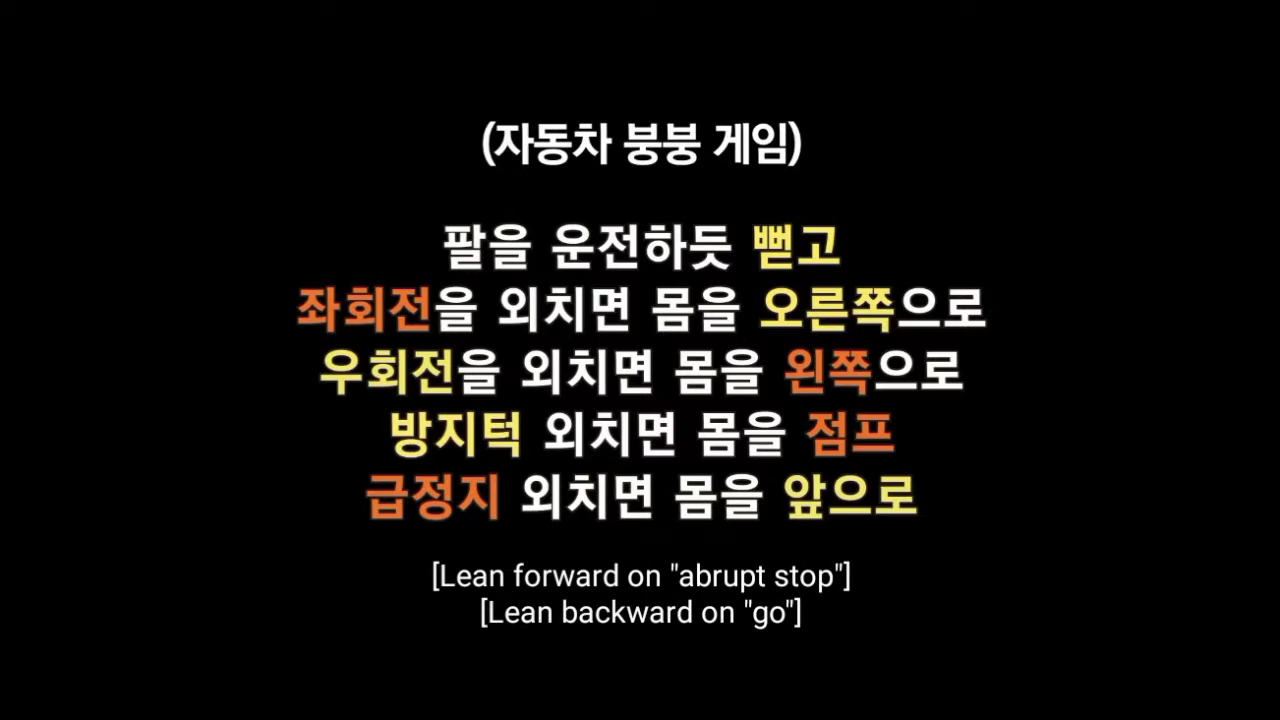 (자동차 붕붕 게임)
팔을 운전하듯 뻗고
좌회전을 외치면 몸을 오른쪽으로
우회전을 외치면 몸을 왼쪽으로
방지턱 외치면 몸을 점프
급정지 외치면 몸을 앞으로
[Lean forward on "abrupt stop"]
[Lean backward on "go"]